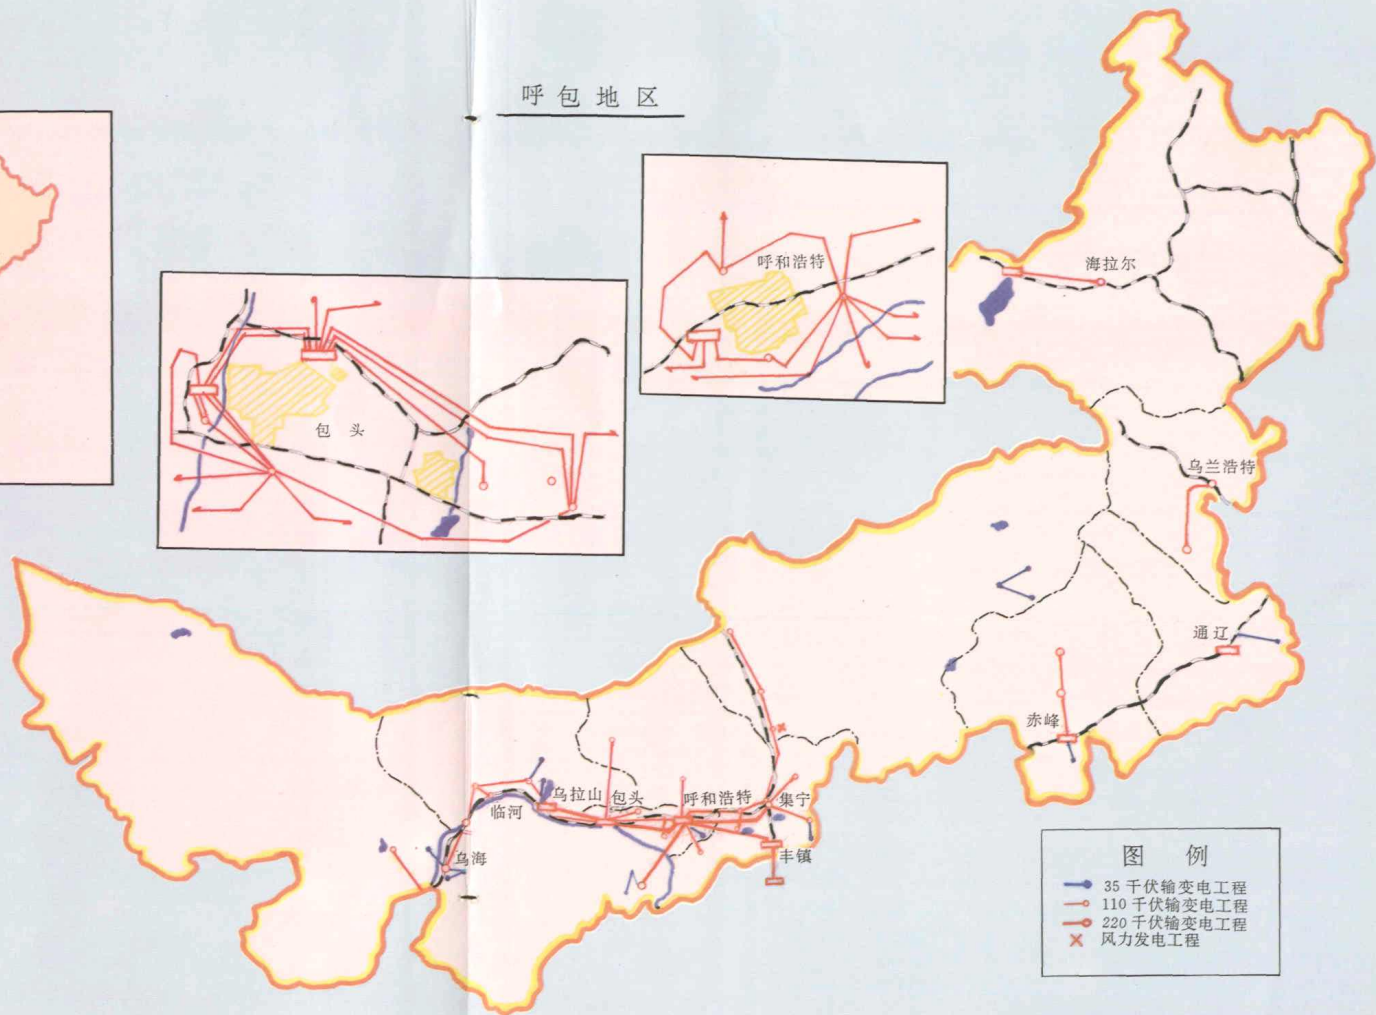 呼包地区
呼和浩特
包头
海拉尔
乌兰浩特
通辽
赤峰
乌拉山
包头
呼和浩特
集宁
临河
乌海
丰镇
图例
35千伏输变电工程
110千伏输变电工程
220千伏输变电工程
风力发电工程